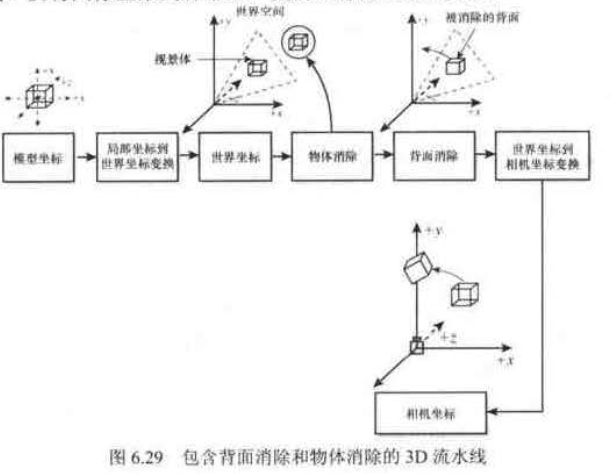 世界空间
被消除的背面
+y
视景体
+x
+x
模型坐标
局部坐标到
世界坐标变换
世界坐标
物体消除
背面消除
世界坐标到
相机坐标变换
+y
+z
+x
相机坐标
图 6.29 包含背面消除和物体消除的 3D 流水线